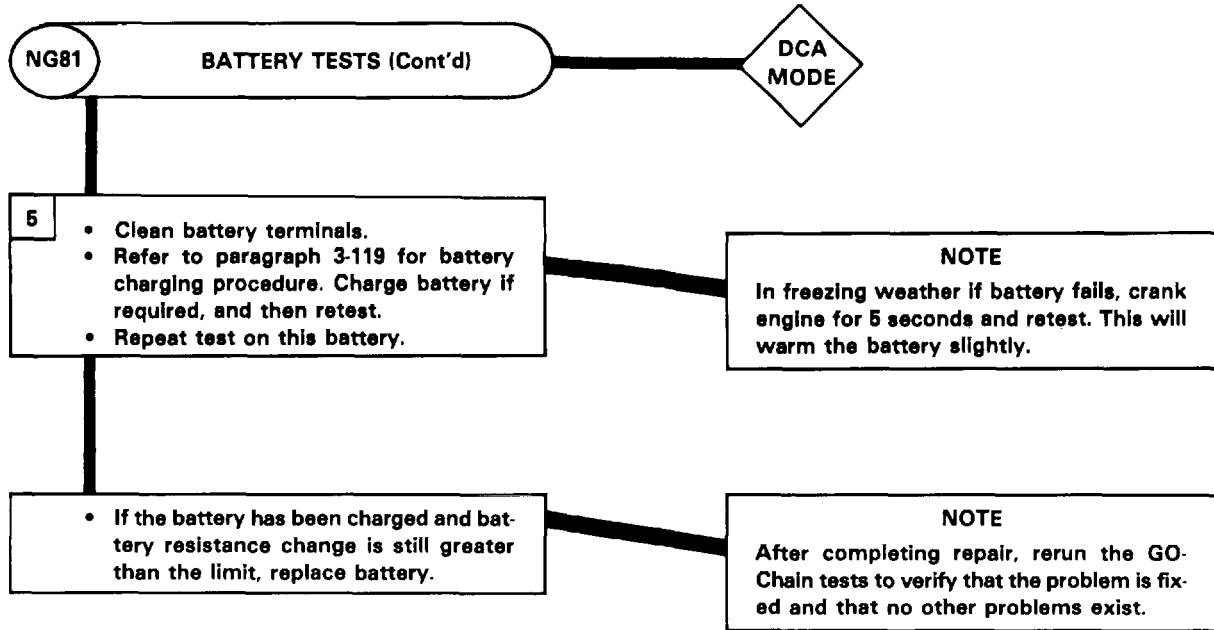 NG81
BATTERY TESTS (Cont'd)
DCA
MODE
5
• Clean battery terminals.
• Refer to paragraph 3-119 for battery
charging procedure. Charge battery if
required, and then retest.
• Repeat test on this battery.
NOTE
In freezing weather if battery fails, crank
engine for 5 seconds and retest. This will
warm the battery slightly.
• If the battery has been charged and bat-
tery resistance change is still greater
than the limit, replace battery.
NOTE
After completing repair, rerun the GO-
Chain tests to verify that the problem is fix-
ed and that no other problems exist.